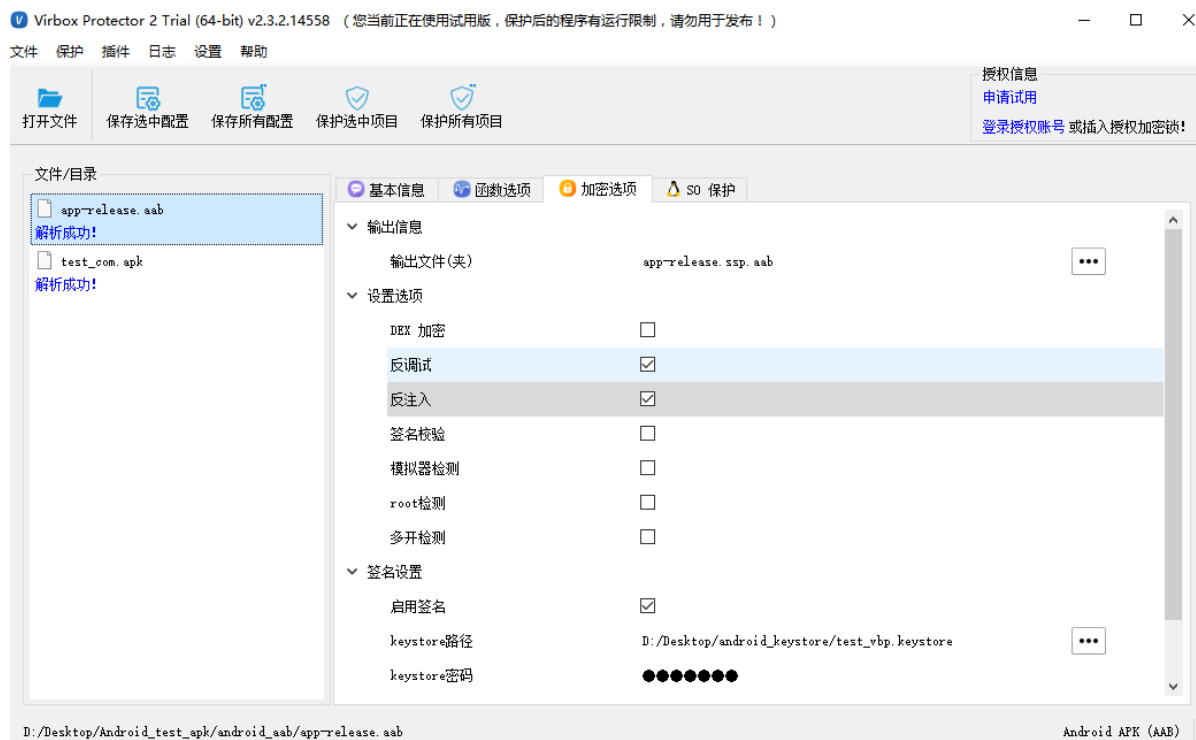 Virbox Protector 2 Trial (64-bit) v2.3.2.14558 （您当前正在使用试用版，保护后的程序有运行限制，请勿用于发布！）
文件 保护 插件 日志 设置 帮助
打开文件 保存选中配置 保存所有配置 保护选中项目 保护所有项目
授权信息
申请试用
登录授权账号 或插入授权加密锁!
文件/目录
app-release.aab
解析成功!
test_com.apk
解析成功!
基本信息 函数选项 加密选项 SO 保护
输出信息
输出文件(夹) app-release.ssp.aab
设置选项
DEX 加密
反调试
反注入
签名校验
模拟器检测
root检测
多开检测
签名设置
启用签名
keystore路径 D:/Desktop/android_keystore/test_vbp.keystore
keystore密码 ●●●●●●●
D:/Desktop/Android_test_apk/android_aab/app-release.aab Android APK (AAB)